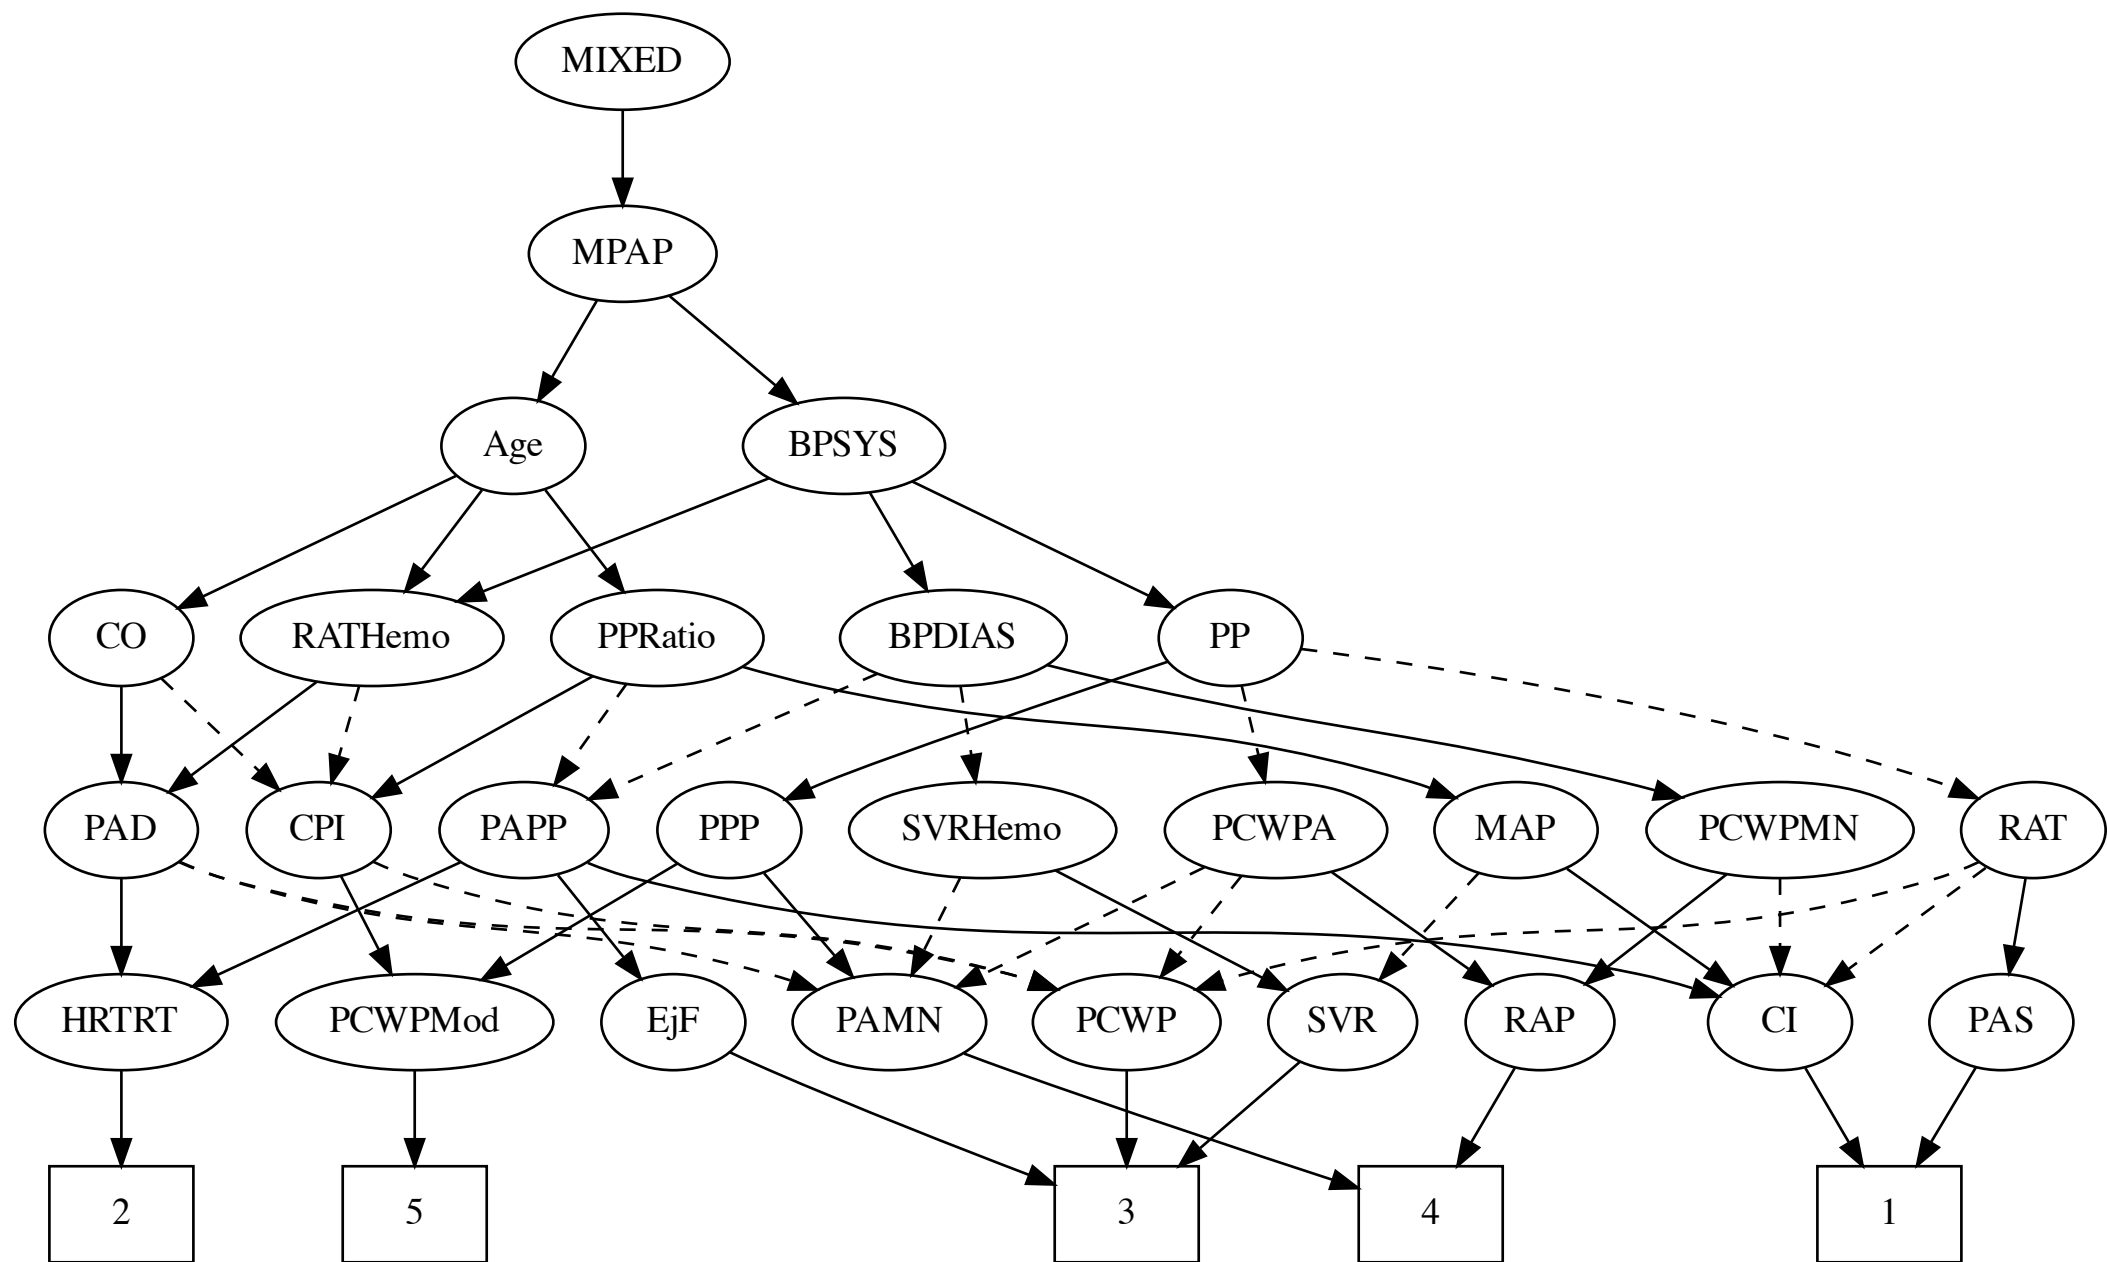 MIXED
MPAP
Age
BPSYS
CO
RATHemo
PPRatio
BPDIAS
PP
PAD
CPI
PAPP
PPP
SVRHemo
PCWPA
MAP
PCWPMN
RAT
HRTRT
PCWPMod
EjF
PAMN
PCWP
SVR
RAP
CI
PAS
2
5
3
4
1